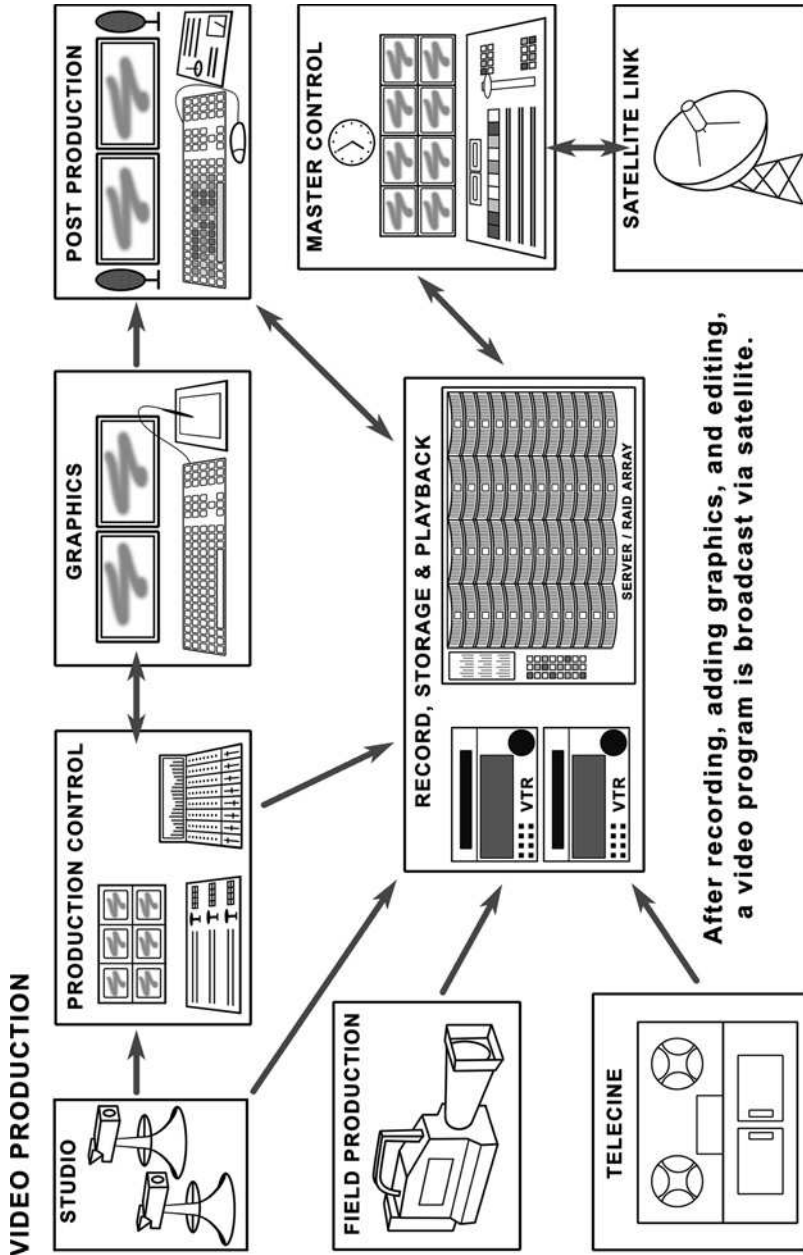 VIDEO PRODUCTION
STUDIO
PRODUCTION CONTROL
GRAPHICS
POST PRODUCTION
FIELD PRODUCTION
RECORD, STORAGE & PLAYBACK
VTR
VTR
SERVER / RAID ARRAY
MASTER CONTROL
TELECINE
SATELLITE LINK
After recording, adding graphics, and editing,
a video program is broadcast via satellite.